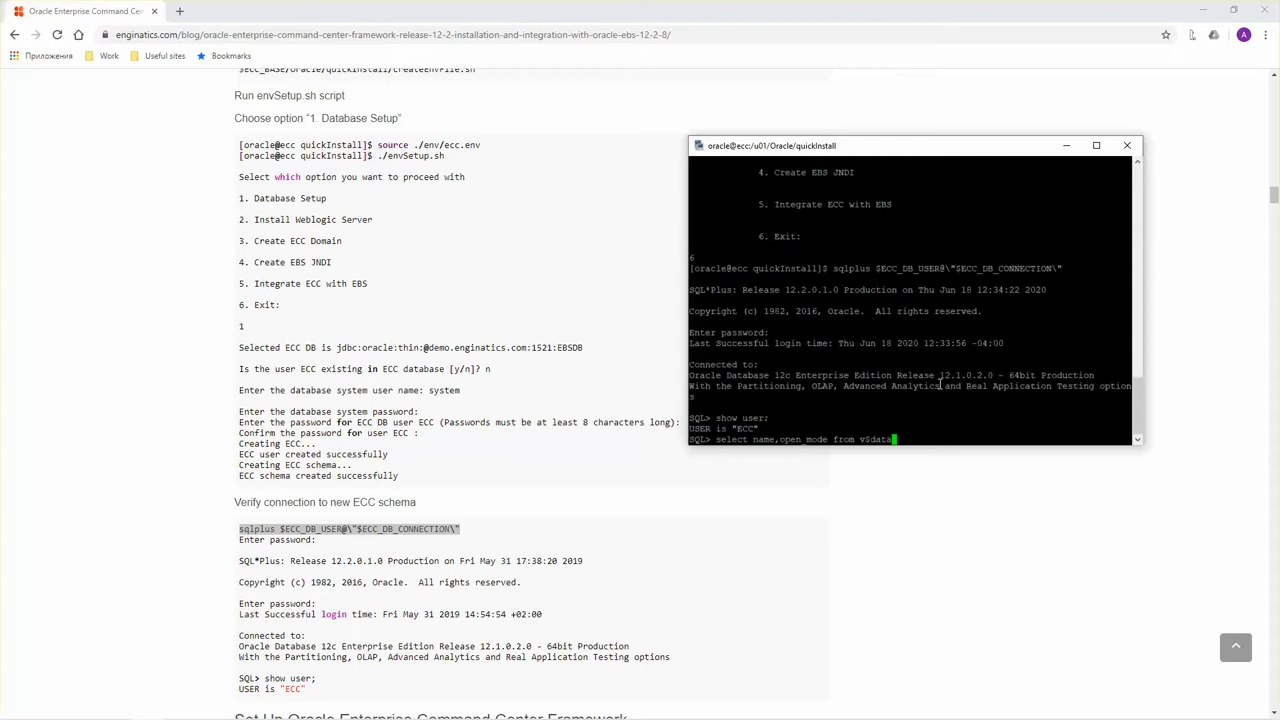 Oracle Enterprise Command Center
enginatics.com/blog/oracle-enterprise-command-center-framework-release-12-2-installation-and-integration-with-oracle-ebs-12-2-8/
A
Приложения Work Useful sites Bookmarks
$ECC_BASE/Oracle/quickInstall/createEnvFile.sh
Run envSetup.sh script
Choose option “1. Database Setup”
[oracle@ecc quickInstall]$ source ./env/ecc.env
[oracle@ecc quickInstall]$ ./envSetup.sh
Select which option you want to proceed with
1. Database Setup
2. Install Weblogic Server
3. Create ECC Domain
4. Create EBS JNDI
5. Integrate ECC with EBS
6. Exit:
1
Selected ECC DB is jdbc:oracle:thin:@demo.enginatics.com:1521:EBSDB
Is the user ECC existing in ECC database [y/n]? n
Enter the database system user name: system
Enter the database system password:
Enter the password for ECC DB user ECC (Passwords must be at least 8 characters long):
Confirm the password for user ECC :
Creating ECC...
ECC user created successfully
Creating ECC schema...
ECC schema created successfully
Verify connection to new ECC schema
sqlplus $ECC_DB_USER@\"$ECC_DB_CONNECTION\"
Enter password:
SQL*Plus: Release 12.2.0.1.0 Production on Fri May 31 17:38:20 2019
Copyright (c) 1982, 2016, Oracle.  All rights reserved.
Enter password:
Last Successful login time: Fri May 31 2019 14:54:54 +02:00
Connected to:
Oracle Database 12c Enterprise Edition Release 12.1.0.2.0 - 64bit Production
With the Partitioning, OLAP, Advanced Analytics and Real Application Testing options
SQL> show user;
USER is "ECC"
Set Up Oracle Enterprise Command Center Framework
oracle@ecc:/u01/Oracle/quickInstall
4. Create EBS JNDI
5. Integrate ECC with EBS
6. Exit:
6
[oracle@ecc quickInstall]$ sqlplus $ECC_DB_USER@\"$ECC_DB_CONNECTION\"
SQL*Plus: Release 12.2.0.1.0 Production on Thu Jun 18 12:34:22 2020
Copyright (c) 1982, 2016, Oracle.  All rights reserved.
Enter password:
Last Successful login time: Thu Jun 18 2020 12:33:56 -04:00
Connected to:
Oracle Database 12c Enterprise Edition Release 12.1.0.2.0 - 64bit Production
With the Partitioning, OLAP, Advanced Analytics and Real Application Testing option
s
SQL> show user;
USER is "ECC"
SQL> select name,open_mode from v$data